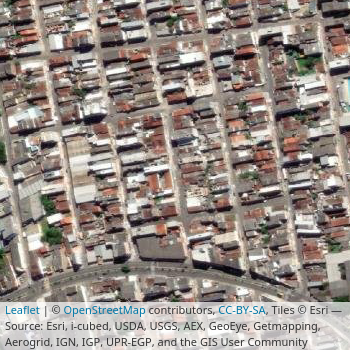 Leaflet | © OpenStreetMap contributors, CC-BY-SA, Tiles © Esri —
Source: Esri, i-cubed, USDA, USGS, AEX, GeoEye, Getmapping,
Aerogrid, IGN, IGP, UPR-EGP, and the GIS User Community